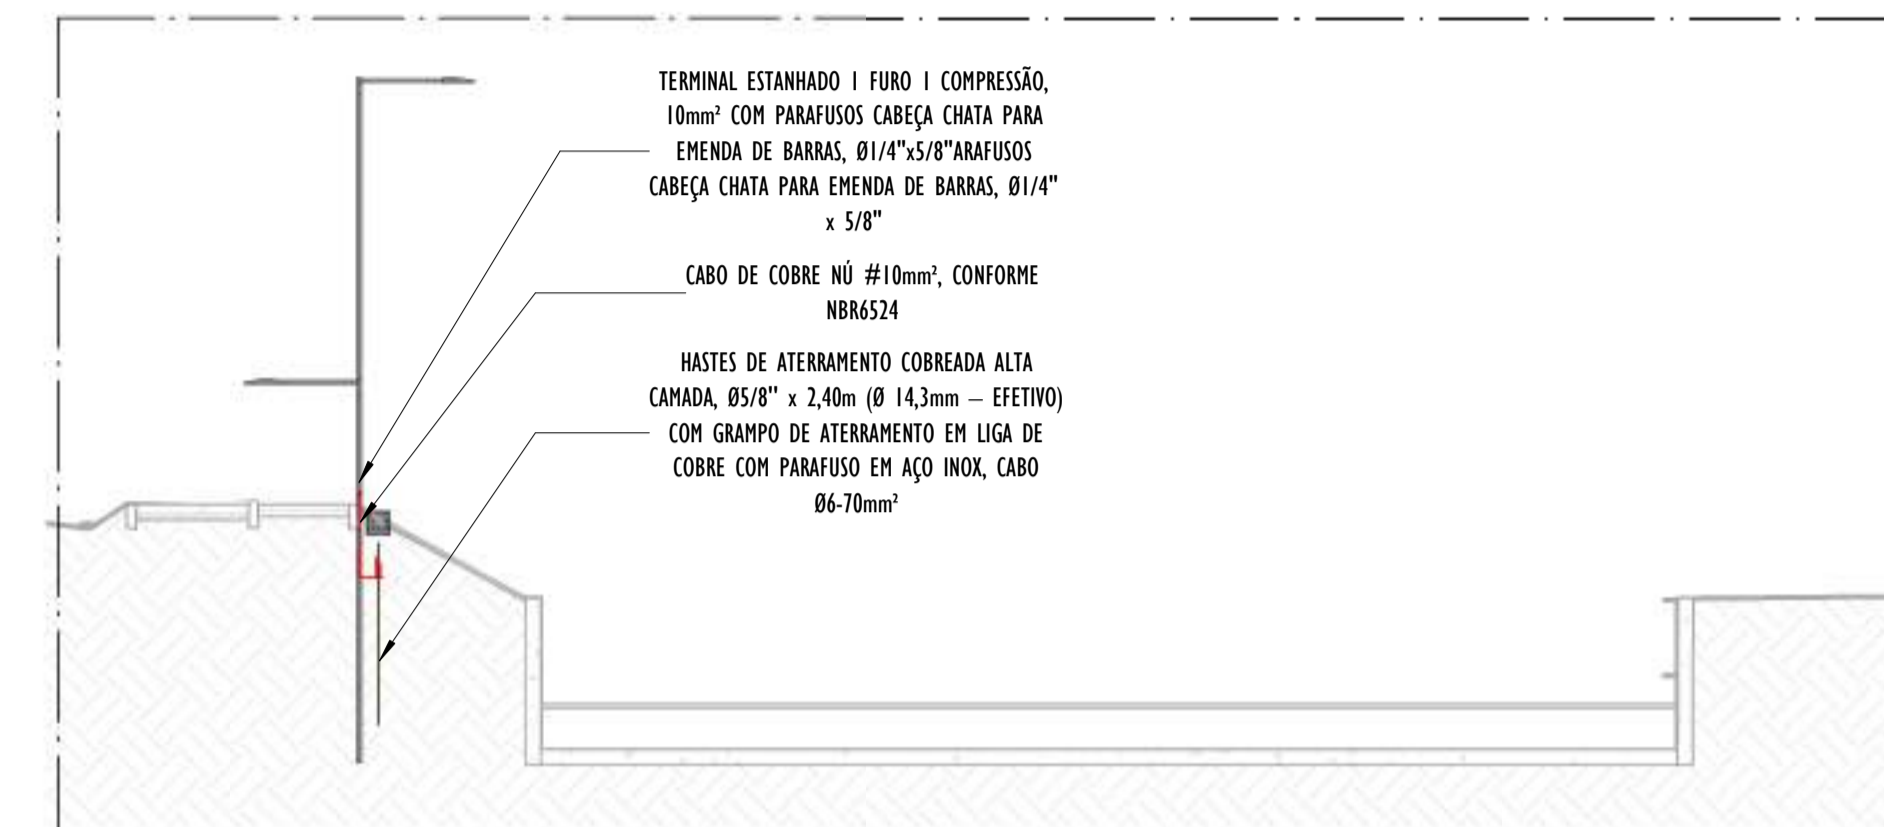 TERMINAL ESTANHADO 1 FURO 1 COMPRESSÃO,
10mm² COM PARAFUSOS CABEÇA CHATA PARA
EMENDA DE BARRAS, Ø1/4"x5/8"ARAFUSOS
CABEÇA CHATA PARA EMENDA DE BARRAS, Ø1/4"
x 5/8"
CABO DE COBRE NÚ #10mm², CONFORME
NBR6524
HASTES DE ATERRAMENTO COBREADA ALTA
CAMADA, Ø5/8" x 2,40m (Ø 14,3mm – EFETIVO)
COM GRAMPO DE ATERRAMENTO EM LIGA DE
COBRE COM PARAFUSO EM AÇO INOX, CABO
Ø6-70mm²